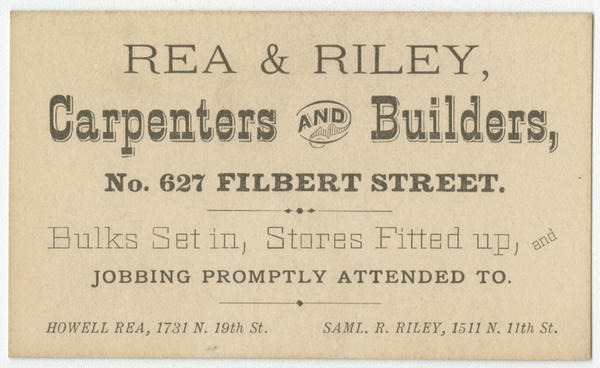 REA & RILEY,
Carpenters AND Builders,
No. 627 FILBERT STREET.
Bulks Set in, Stores Fitted up, and
JOBBING PROMPTLY ATTENDED TO.
HOWELL REA, 1731 N. 19th St. SAML. R. RILEY, 1511 N. 11th St.